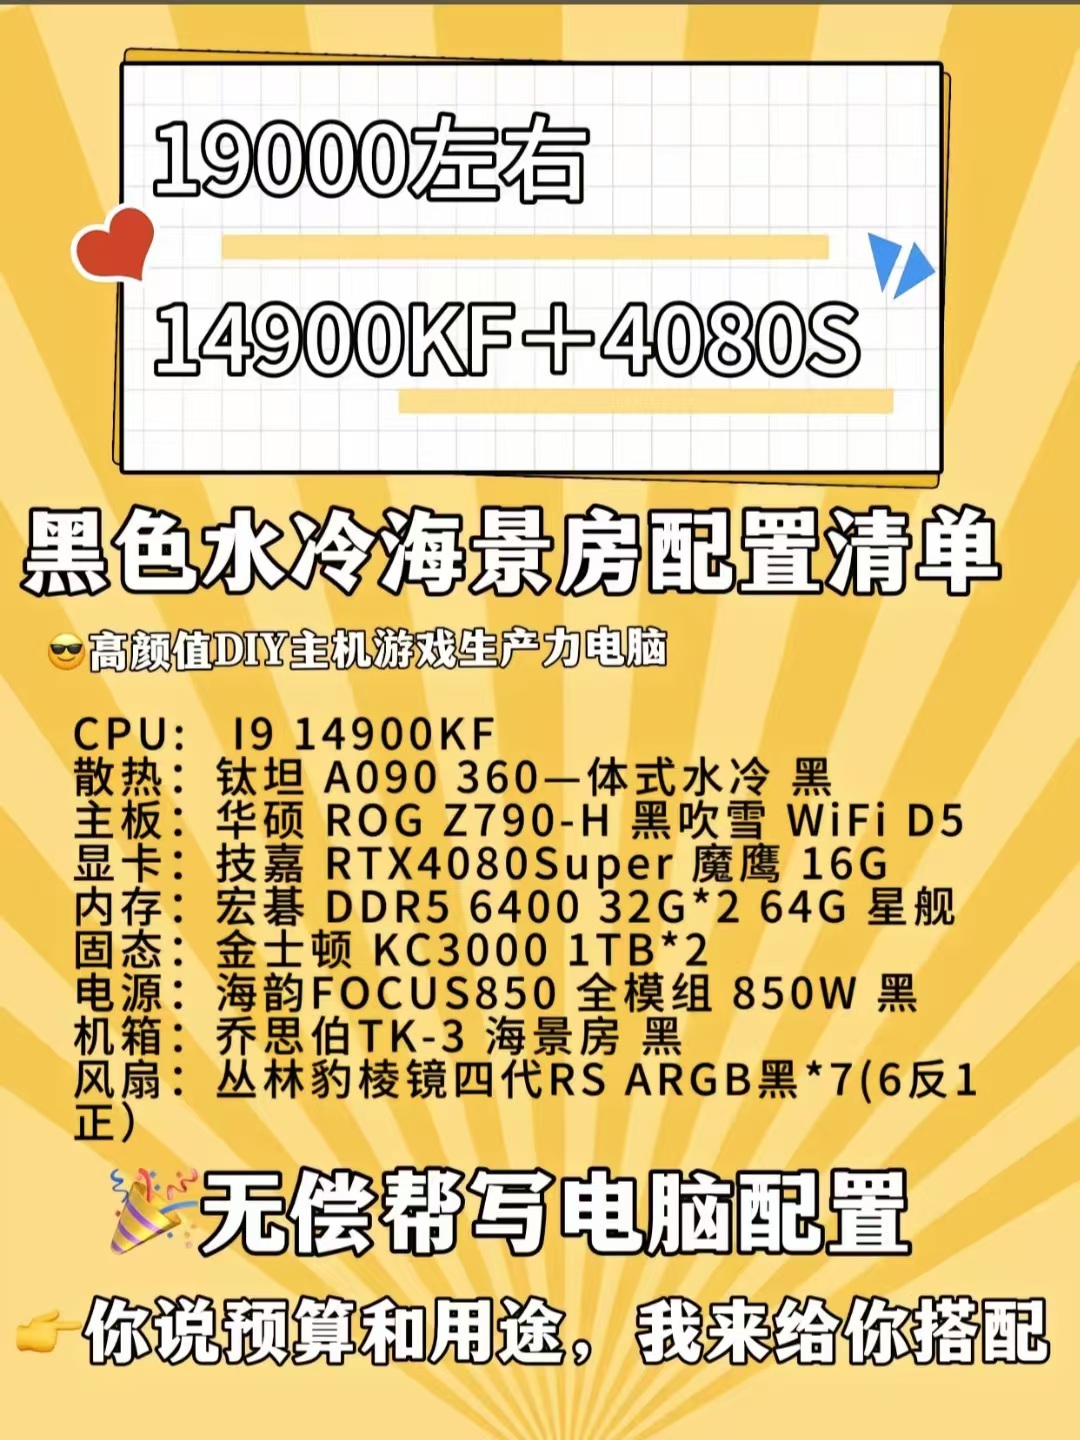 19000左右
14900KF+4080S
黑色水冷海景房配置清单
😎高颜值DIY主机游戏生产力电脑
CPU： I9 14900KF
散热：钛坦 A090 360一体式水冷 黑
主板：华硕 ROG Z790-H 黑吹雪 WiFi D5
显卡：技嘉 RTX4080Super 魔鹰 16G
内存：宏碁 DDR5 6400 32G*2 64G 星舰
固态：金士顿 KC3000 1TB*2
电源：海韵FOCUS850 全模组 850W 黑
机箱：乔思伯TK-3 海景房 黑
风扇：丛林豹棱镜四代RS ARGB黑*7(6反1
正）
🎉无偿帮写电脑配置
👉你说预算和用途，我来给你搭配